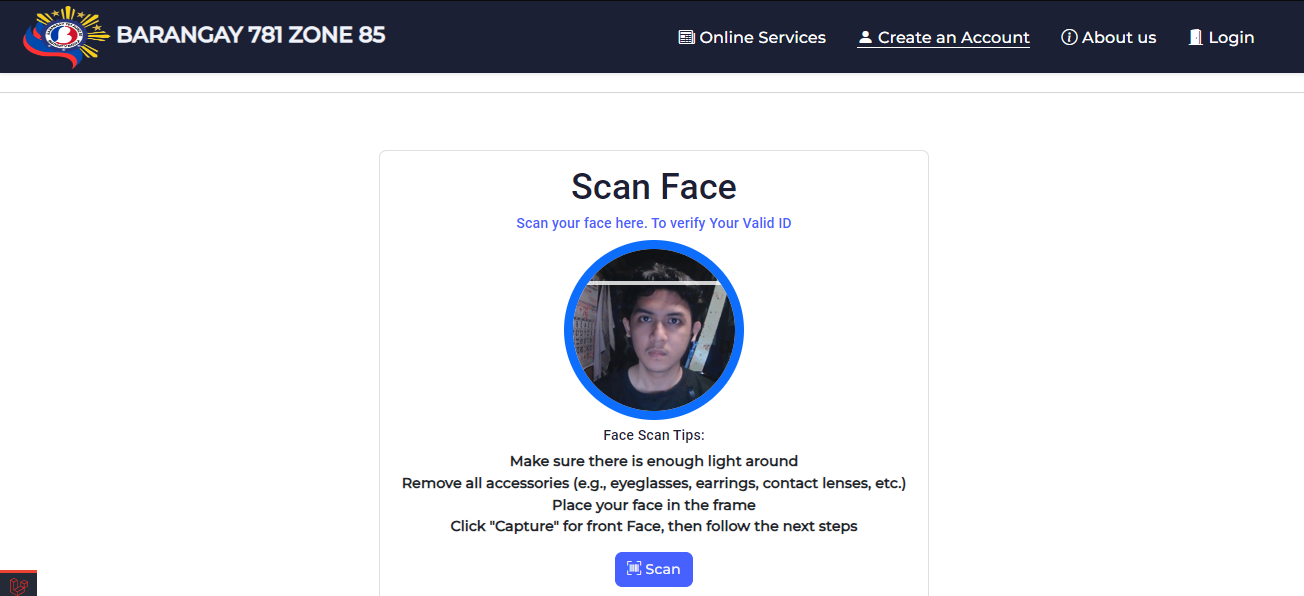 BARANGAY 781 ZONE 85
Online Services
Create an Account
About us
Login
Scan Face
Scan your face here. To verify Your Valid ID
Face Scan Tips:
Make sure there is enough light around
Remove all accessories (e.g., eyeglasses, earrings, contact lenses, etc.)
Place your face in the frame
Click "Capture" for front Face, then follow the next steps
Scan